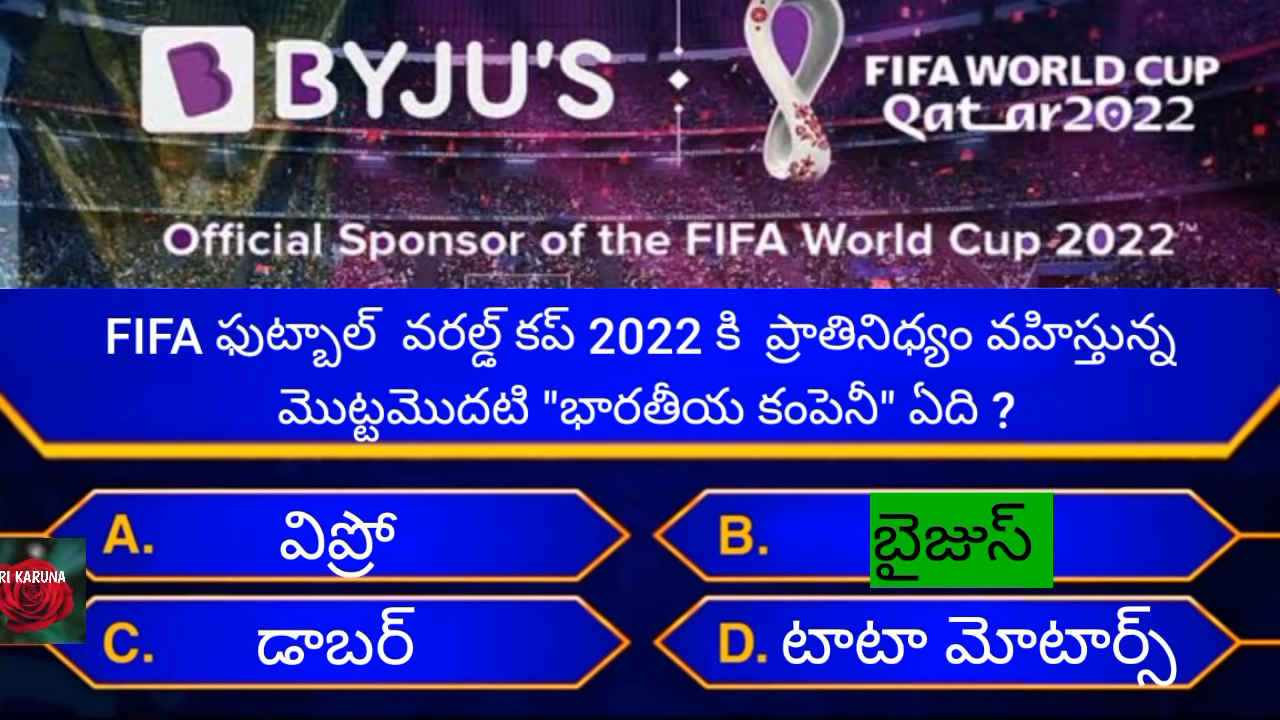 BYJU'S
FIFA WORLD CUP
Qatar2022
Official Sponsor of the FIFA World Cup 2022™
FIFA ఫుట్బాల్ వరల్డ్ కప్ 2022 కి ప్రాతినిధ్యం వహిస్తున్న
మొట్టమొదటి "భారతీయ కంపెనీ" ఏది ?
A. విప్రో
B. బైజుస్
RI KARUNA
C. డాబర్
D. టాటా మోటార్స్